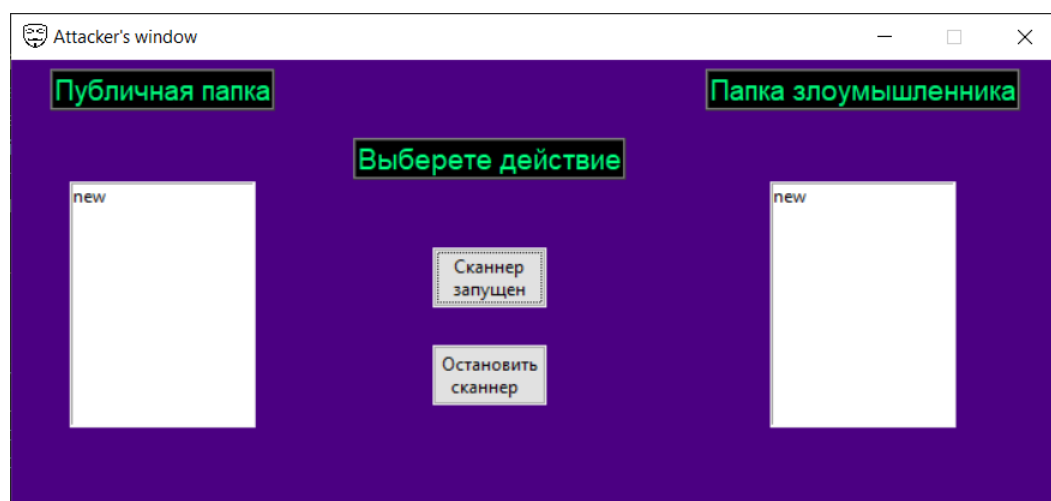 Attacker's window
Публичная папка
Папка злоумышленника
Выберете действие
new
new
Сканнер
запущен
Остановить
сканнер